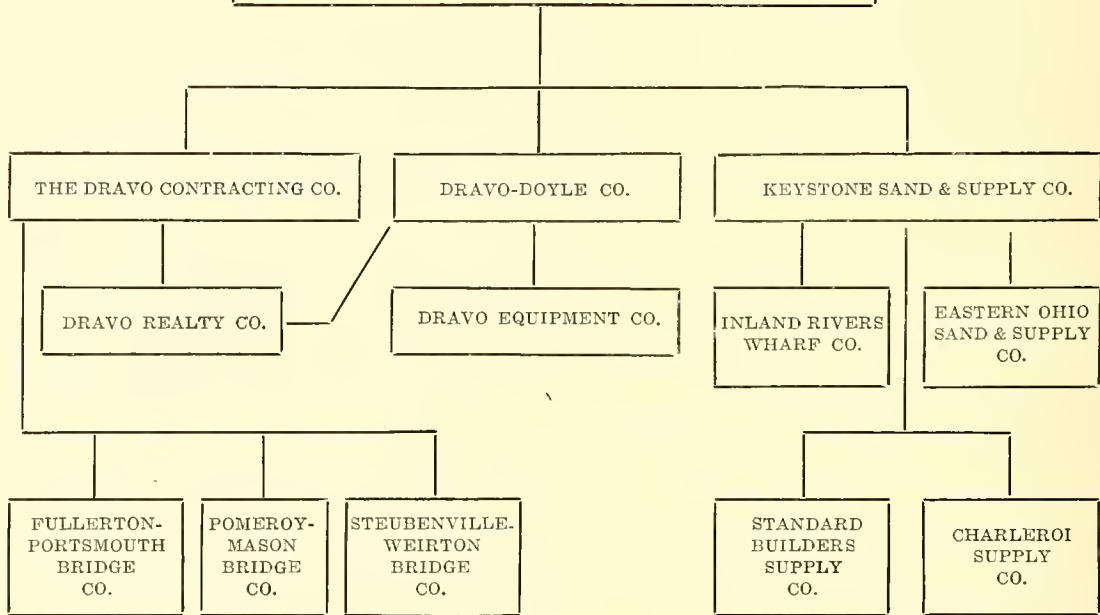 THE DRAVO CONTRACTING CO.
DRAVO-DOYLE CO.
KEYSTONE SAND & SUPPLY CO.
DRAVO REALTY CO.
DRAVO EQUIPMENT CO.
INLAND RIVERS
WHARF CO.
EASTERN OHIO
SAND & SUPPLY
CO.
FULLERTON-
PORTSMOUTH
BRIDGE
CO.
POMEROY-
MASON
BRIDGE
CO.
STEUBENVILLE-
WEIRTON
BRIDGE
CO.
STANDARD
BUILDERS
SUPPLY
CO.
CHARLEROI
SUPPLY
CO.